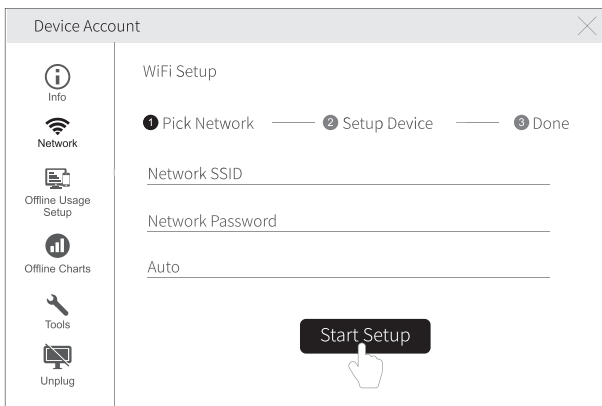 Device Account
Info
Network
Offline Usage
Setup
Offline Charts
Tools
Unplug
WiFi Setup
1 Pick Network 2 Setup Device 3 Done
Network SSID
Network Password
Auto
Start Setup